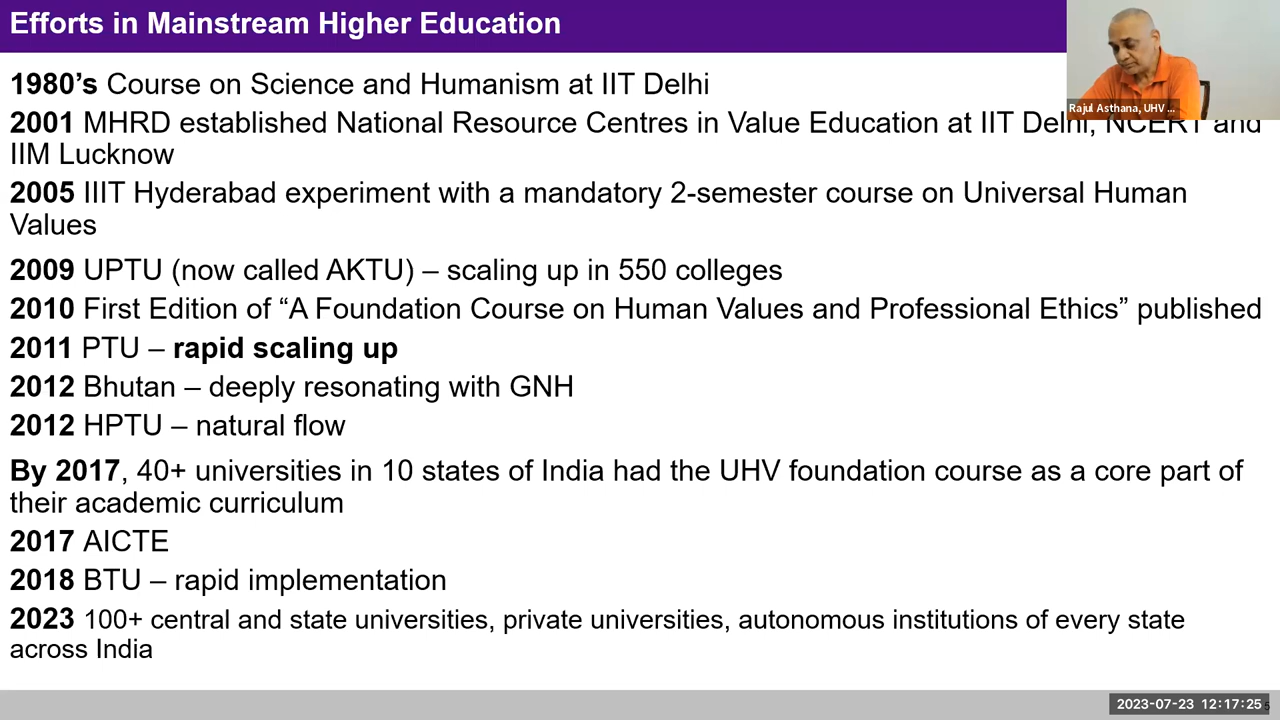 Efforts in Mainstream Higher Education
1980’s Course on Science and Humanism at IIT Delhi
Rajul Asthana, UHV ...
2001 MHRD established National Resource Centres in Value Education at IIT Delhi, NCERT and
IIM Lucknow
2005 IIIT Hyderabad experiment with a mandatory 2-semester course on Universal Human
Values
2009 UPTU (now called AKTU) – scaling up in 550 colleges
2010 First Edition of “A Foundation Course on Human Values and Professional Ethics” published
2011 PTU – rapid scaling up
2012 Bhutan – deeply resonating with GNH
2012 HPTU – natural flow
By 2017, 40+ universities in 10 states of India had the UHV foundation course as a core part of
their academic curriculum
2017 AICTE
2018 BTU – rapid implementation
2023 100+ central and state universities, private universities, autonomous institutions of every state
across India
2023-07-23 12:17:25
5